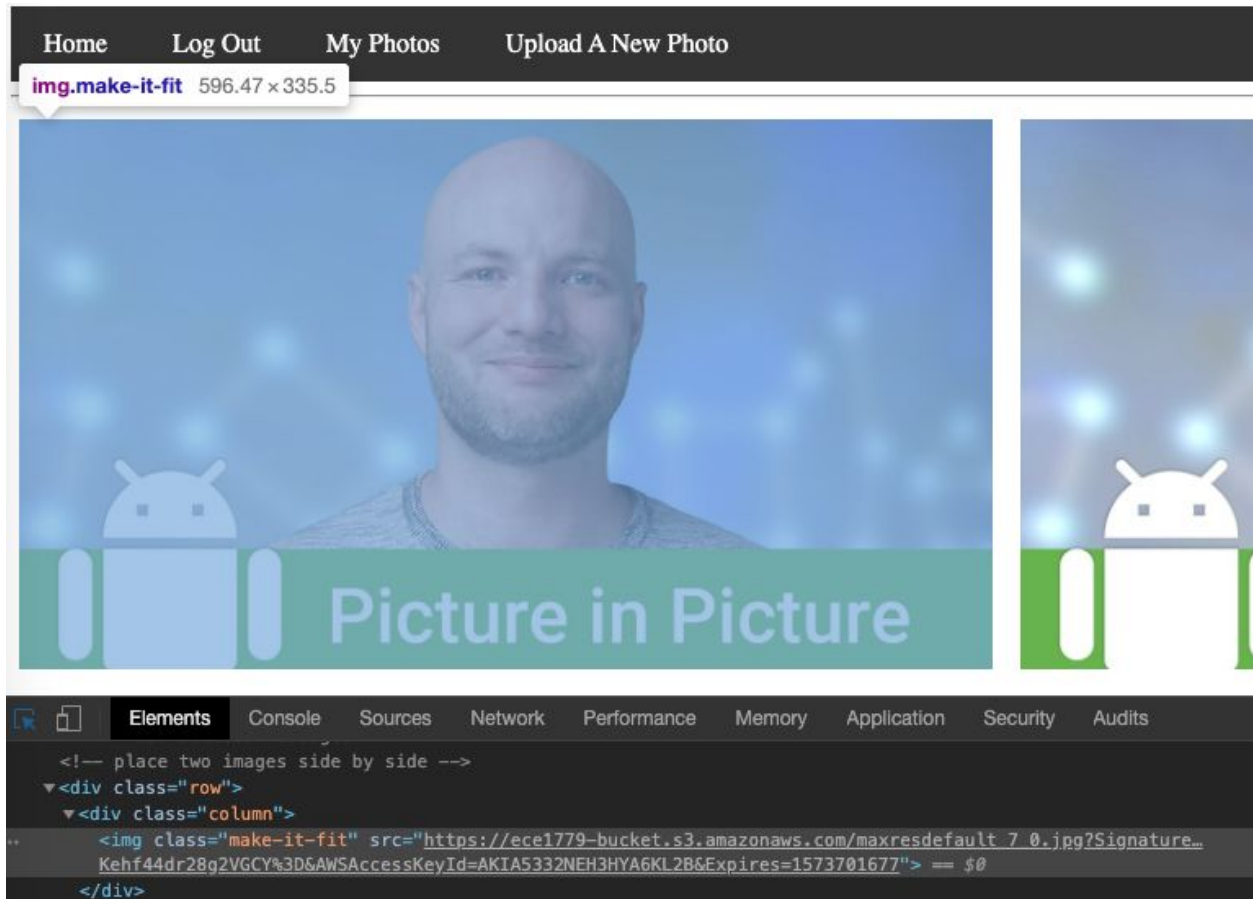 Home Log Out My Photos Upload A New Photo
img.make-it-fit 596.47 × 335.5
Picture in Picture
Elements Console Sources Network Performance Memory Application Security Audits
<!-- place two images side by side -->
▼<div class="row">
▼<div class="column">
<img class="make-it-fit" src="https://ece1779-bucket.s3.amazonaws.com/maxresdefault_7_0.jpg?Signature…
Kehf44dr28g2VGCY%3D&AWSAccessKeyId=AKIA5332NEH3HYA6KL2B&Expires=1573701677"> == $0
</div>